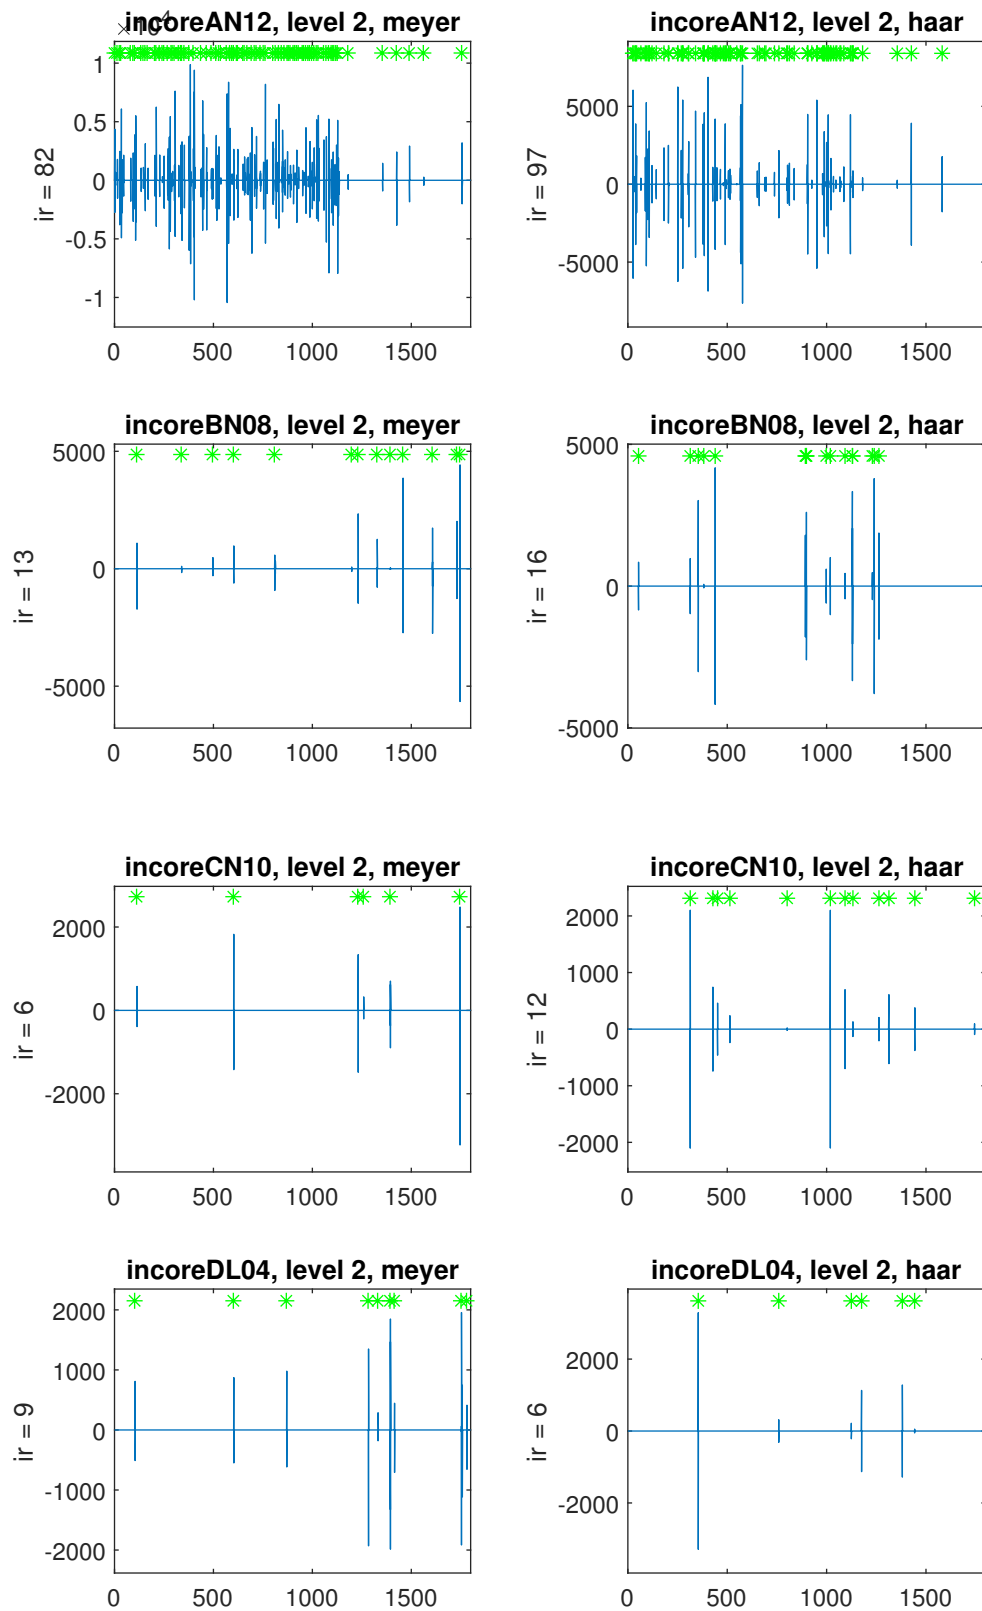 incoreAN12, level 2, meyer
×10^4
1
0.5
0
-0.5
-1
ir = 82
0 500 1000 1500
incoreAN12, level 2, haar
5000
0
-5000
ir = 97
0 500 1000 1500
incoreBN08, level 2, meyer
5000
0
-5000
ir = 13
0 500 1000 1500
incoreBN08, level 2, haar
5000
0
-5000
ir = 16
0 500 1000 1500
incoreCN10, level 2, meyer
2000
0
-2000
ir = 6
0 500 1000 1500
incoreCN10, level 2, haar
2000
1000
0
-1000
-2000
ir = 12
0 500 1000 1500
incoreDL04, level 2, meyer
2000
1000
0
-1000
-2000
ir = 9
0 500 1000 1500
incoreDL04, level 2, haar
2000
0
-2000
ir = 6
0 500 1000 1500